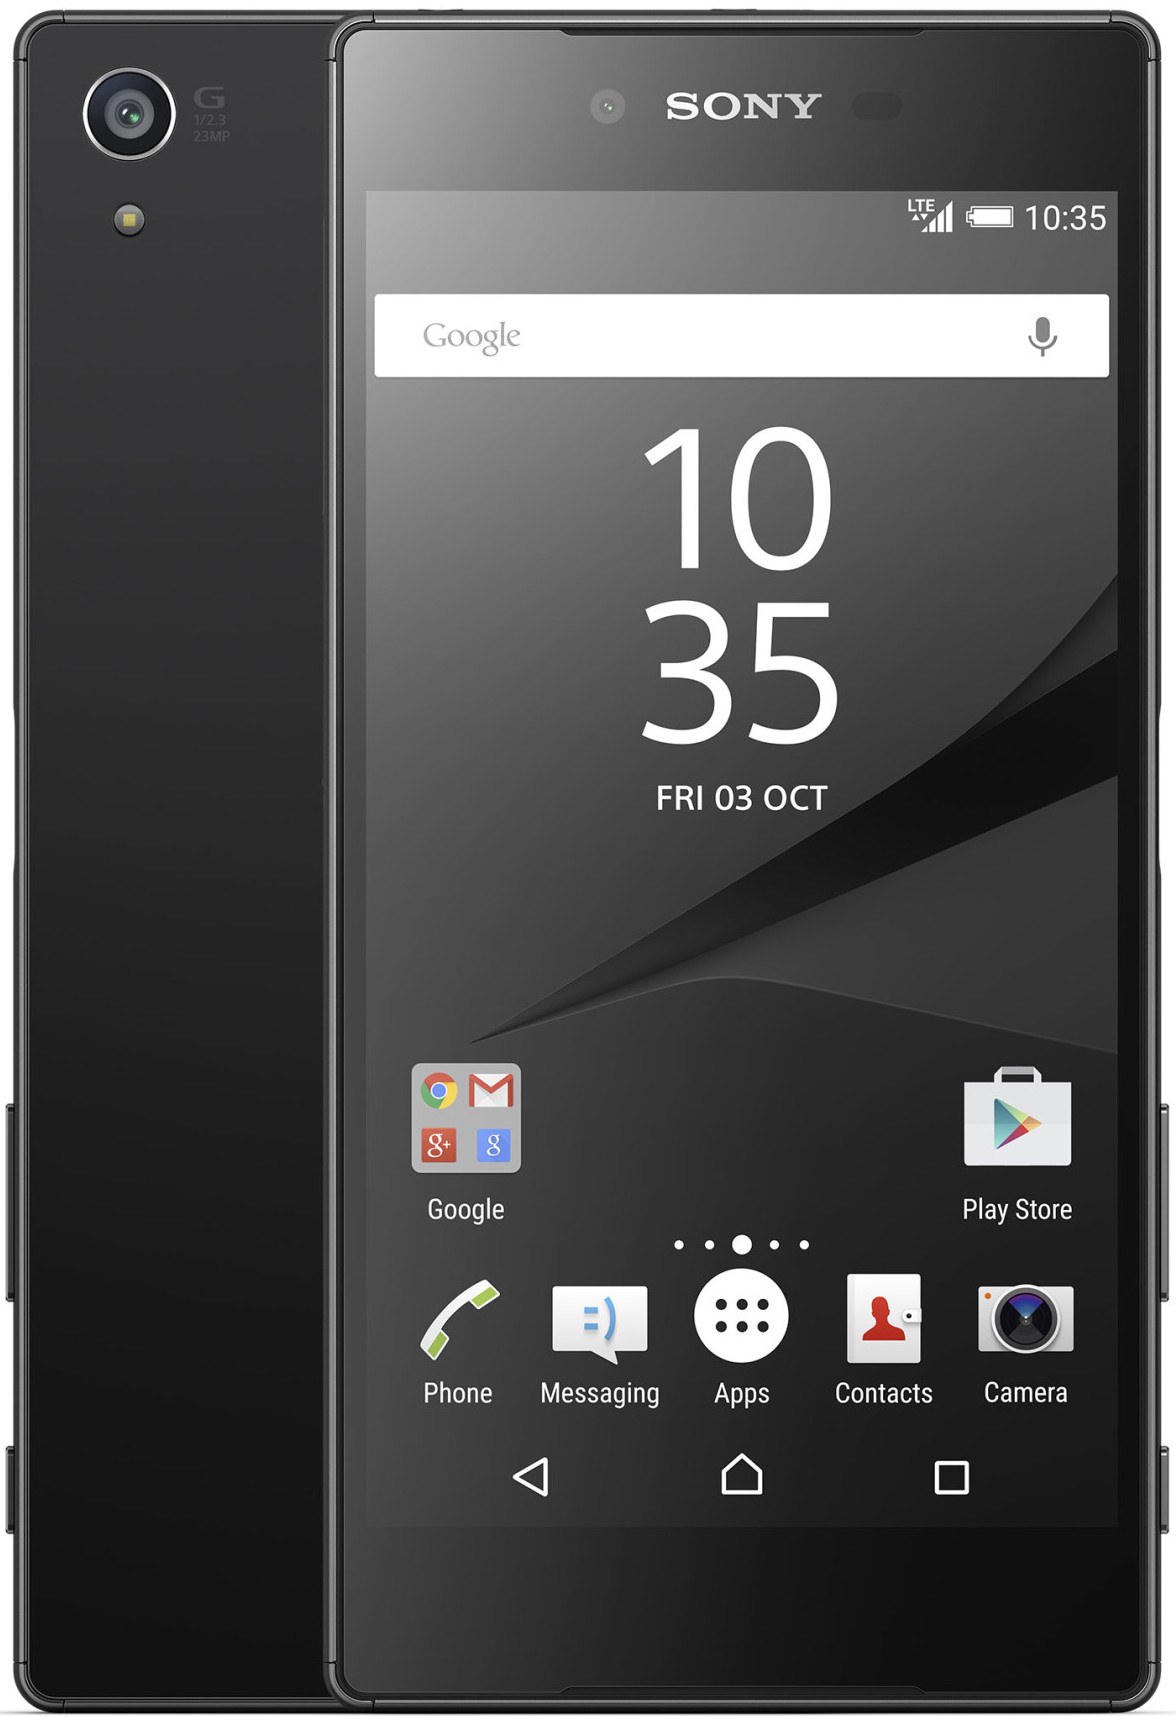 G
1/2.3
23MP
SONY
LTE 10:35
Google
10
35
FRI 03 OCT
g+ g
Google Play Store
Phone Messaging Apps Contacts Camera